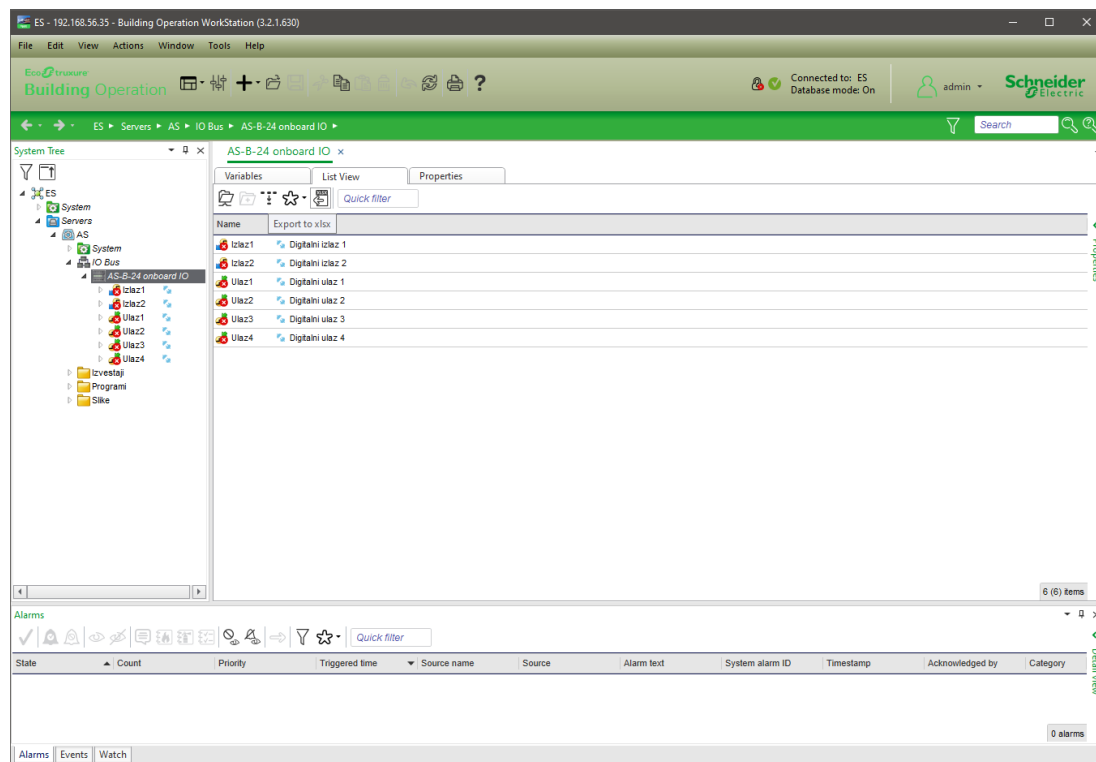 ES - 192.168.56.35 - Building Operation WorkStation (3.2.1.630)
File Edit View Actions Window Tools Help
EcoStruxure
Building Operation
Connected to: ES
Database mode: On
admin
Schneider
Electric
ES Servers AS IO Bus AS-B-24 onboard IO
Search
System Tree
ES
System
Servers
AS
System
IO Bus
AS-B-24 onboard IO
Izlaz1
Izlaz2
Ulaz1
Ulaz2
Ulaz3
Ulaz4
Izvestaji
Programi
Slike
AS-B-24 onboard IO
Variables List View Properties
Quick filter
Name Export to xlsx
Izlaz1 Digitalni izlaz 1
Izlaz2 Digitalni izlaz 2
Ulaz1 Digitalni ulaz 1
Ulaz2 Digitalni ulaz 2
Ulaz3 Digitalni ulaz 3
Ulaz4 Digitalni ulaz 4
Properties
6 (6) items
Alarms
Quick filter
State Count Priority Triggered time Source name Source Alarm text System alarm ID Timestamp Acknowledged by Category
Detail View
0 alarms
Alarms Events Watch